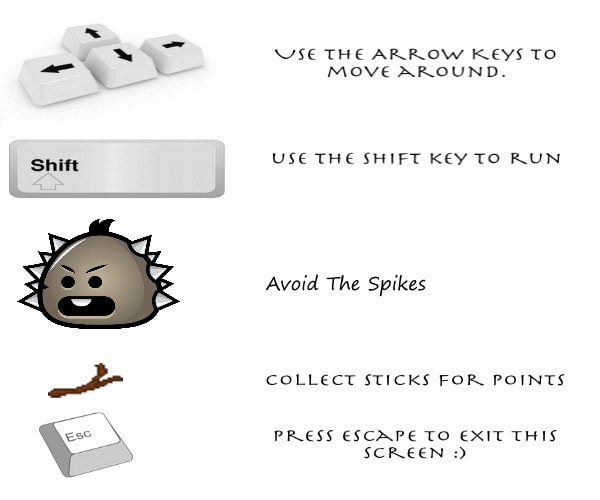 Use the arrow keys to
move around.
Shift
use the shift key to run
Avoid The Spikes
collect sticks for points
Esc
press escape to exit this
screen :)